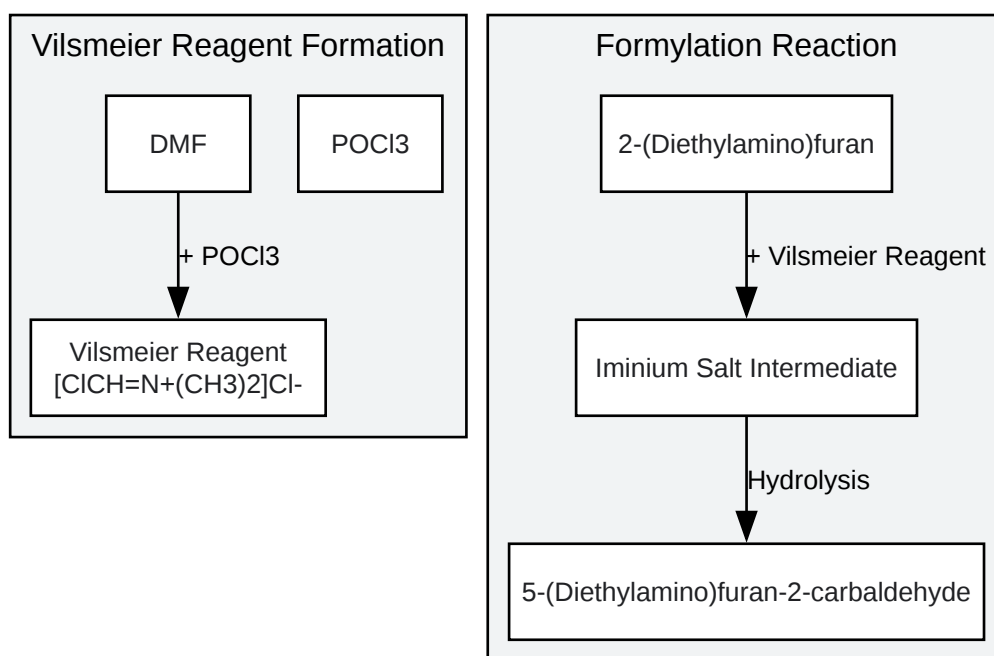 Vilsmeier Reagent Formation
DMF
POCl3
+ POCl3
Vilsmeier Reagent
[ClCH=N+(CH3)2]Cl-
Formylation Reaction
2-(Diethylamino)furan
+ Vilsmeier Reagent
Iminium Salt Intermediate
Hydrolysis
5-(Diethylamino)furan-2-carbaldehyde